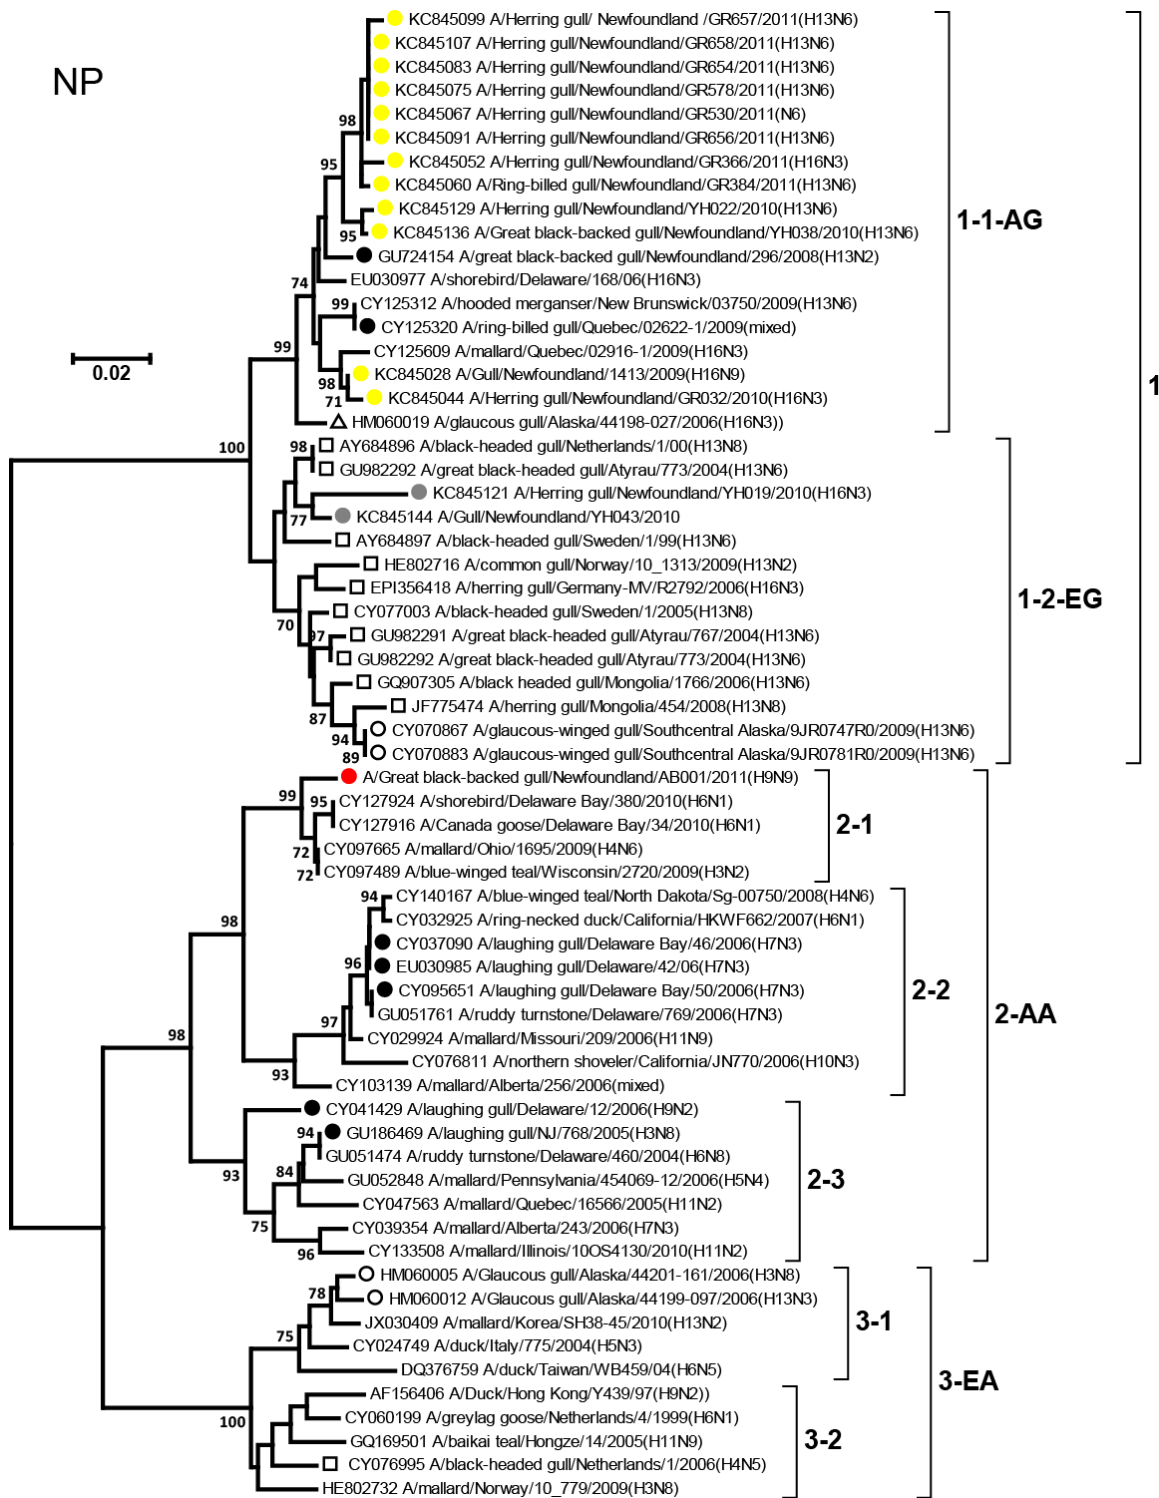 NP
KC845099 A/Herring gull/ Newfoundland /GR657/2011(H13N6)
KC845107 A/Herring gull/Newfoundland/GR658/2011(H13N6)
KC845083 A/Herring gull/Newfoundland/GR654/2011(H13N6)
KC845075 A/Herring gull/Newfoundland/GR578/2011(H13N6)
KC845067 A/Herring gull/Newfoundland/GR530/2011(N6)
98
KC845091 A/Herring gull/Newfoundland/GR656/2011(H13N6)
95
KC845052 A/Herring gull/Newfoundland/GR366/2011(H16N3)
KC845060 A/Ring-billed gull/Newfoundland/GR384/2011(H13N6)
KC845129 A/Herring gull/Newfoundland/YH022/2010(H13N6)
95
KC845136 A/Great black-backed gull/Newfoundland/YH038/2010(H13N6)
1-1-AG
GU724154 A/great black-backed gull/Newfoundland/296/2008(H13N2)
74
EU030977 A/shorebird/Delaware/168/06(H16N3)
99
CY125312 A/hooded merganser/New Brunswick/03750/2009(H13N6)
CY125320 A/ring-billed gull/Quebec/02622-1/2009(mixed)
99
CY125609 A/mallard/Quebec/02916-1/2009(H16N3)
0.02
98
KC845028 A/Gull/Newfoundland/1413/2009(H16N9)
1
71
KC845044 A/Herring gull/Newfoundland/GR032/2010(H16N3)
HM060019 A/glaucous gull/Alaska/44198-027/2006(H16N3))
100
98
AY684896 A/black-headed gull/Netherlands/1/00(H13N8)
GU982292 A/great black-headed gull/Atyrau/773/2004(H13N6)
KC845121 A/Herring gull/Newfoundland/YH019/2010(H16N3)
77
KC845144 A/Gull/Newfoundland/YH043/2010
AY684897 A/black-headed gull/Sweden/1/99(H13N6)
HE802716 A/common gull/Norway/10_1313/2009(H13N2)
EPI356418 A/herring gull/Germany-MV/R2792/2006(H16N3)
1-2-EG
CY077003 A/black-headed gull/Sweden/1/2005(H13N8)
70
97
GU982291 A/great black-headed gull/Atyrau/767/2004(H13N6)
GU982292 A/great black-headed gull/Atyrau/773/2004(H13N6)
GQ907305 A/black headed gull/Mongolia/1766/2006(H13N6)
87
JF775474 A/herring gull/Mongolia/454/2008(H13N8)
CY070867 A/glaucous-winged gull/Southcentral Alaska/9JR0747R0/2009(H13N6)
94
CY070883 A/glaucous-winged gull/Southcentral Alaska/9JR0781R0/2009(H13N6)
89
A/Great black-backed gull/Newfoundland/AB001/2011(H9N9)
99
95
CY127924 A/shorebird/Delaware Bay/380/2010(H6N1)
CY127916 A/Canada goose/Delaware Bay/34/2010(H6N1)
2-1
72
CY097665 A/mallard/Ohio/1695/2009(H4N6)
72
CY097489 A/blue-winged teal/Wisconsin/2720/2009(H3N2)
94
CY140167 A/blue-winged teal/North Dakota/Sg-00750/2008(H4N6)
98
CY032925 A/ring-necked duck/California/HKWF662/2007(H6N1)
CY037090 A/laughing gull/Delaware Bay/46/2006(H7N3)
96
EU030985 A/laughing gull/Delaware/42/06(H7N3)
CY095651 A/laughing gull/Delaware Bay/50/2006(H7N3)
2-2
GU051761 A/ruddy turnstone/Delaware/769/2006(H7N3)
2-AA
97
98
CY029924 A/mallard/Missouri/209/2006(H11N9)
CY076811 A/northern shoveler/California/JN770/2006(H10N3)
93
CY103139 A/mallard/Alberta/256/2006(mixed)
CY041429 A/laughing gull/Delaware/12/2006(H9N2)
94
GU186469 A/laughing gull/NJ/768/2005(H3N8)
GU051474 A/ruddy turnstone/Delaware/460/2004(H6N8)
93
84
GU052848 A/mallard/Pennsylvania/454069-12/2006(H5N4)
2-3
CY047563 A/mallard/Quebec/16566/2005(H11N2)
75
CY039354 A/mallard/Alberta/243/2006(H7N3)
96
CY133508 A/mallard/Illinois/10OS4130/2010(H11N2)
HM060005 A/Glaucous gull/Alaska/44201-161/2006(H3N8)
78
HM060012 A/Glaucous gull/Alaska/44199-097/2006(H13N3)
JX030409 A/mallard/Korea/SH38-45/2010(H13N2)
3-1
75
CY024749 A/duck/Italy/775/2004(H5N3)
DQ376759 A/duck/Taiwan/WB459/04(H6N5)
3-EA
AF156406 A/Duck/Hong Kong/Y439/97(H9N2))
100
CY060199 A/greylag goose/Netherlands/4/1999(H6N1)
GQ169501 A/baikai teal/Hongze/14/2005(H11N9)
3-2
CY076995 A/black-headed gull/Netherlands/1/2006(H4N5)
HE802732 A/mallard/Norway/10_779/2009(H3N8)